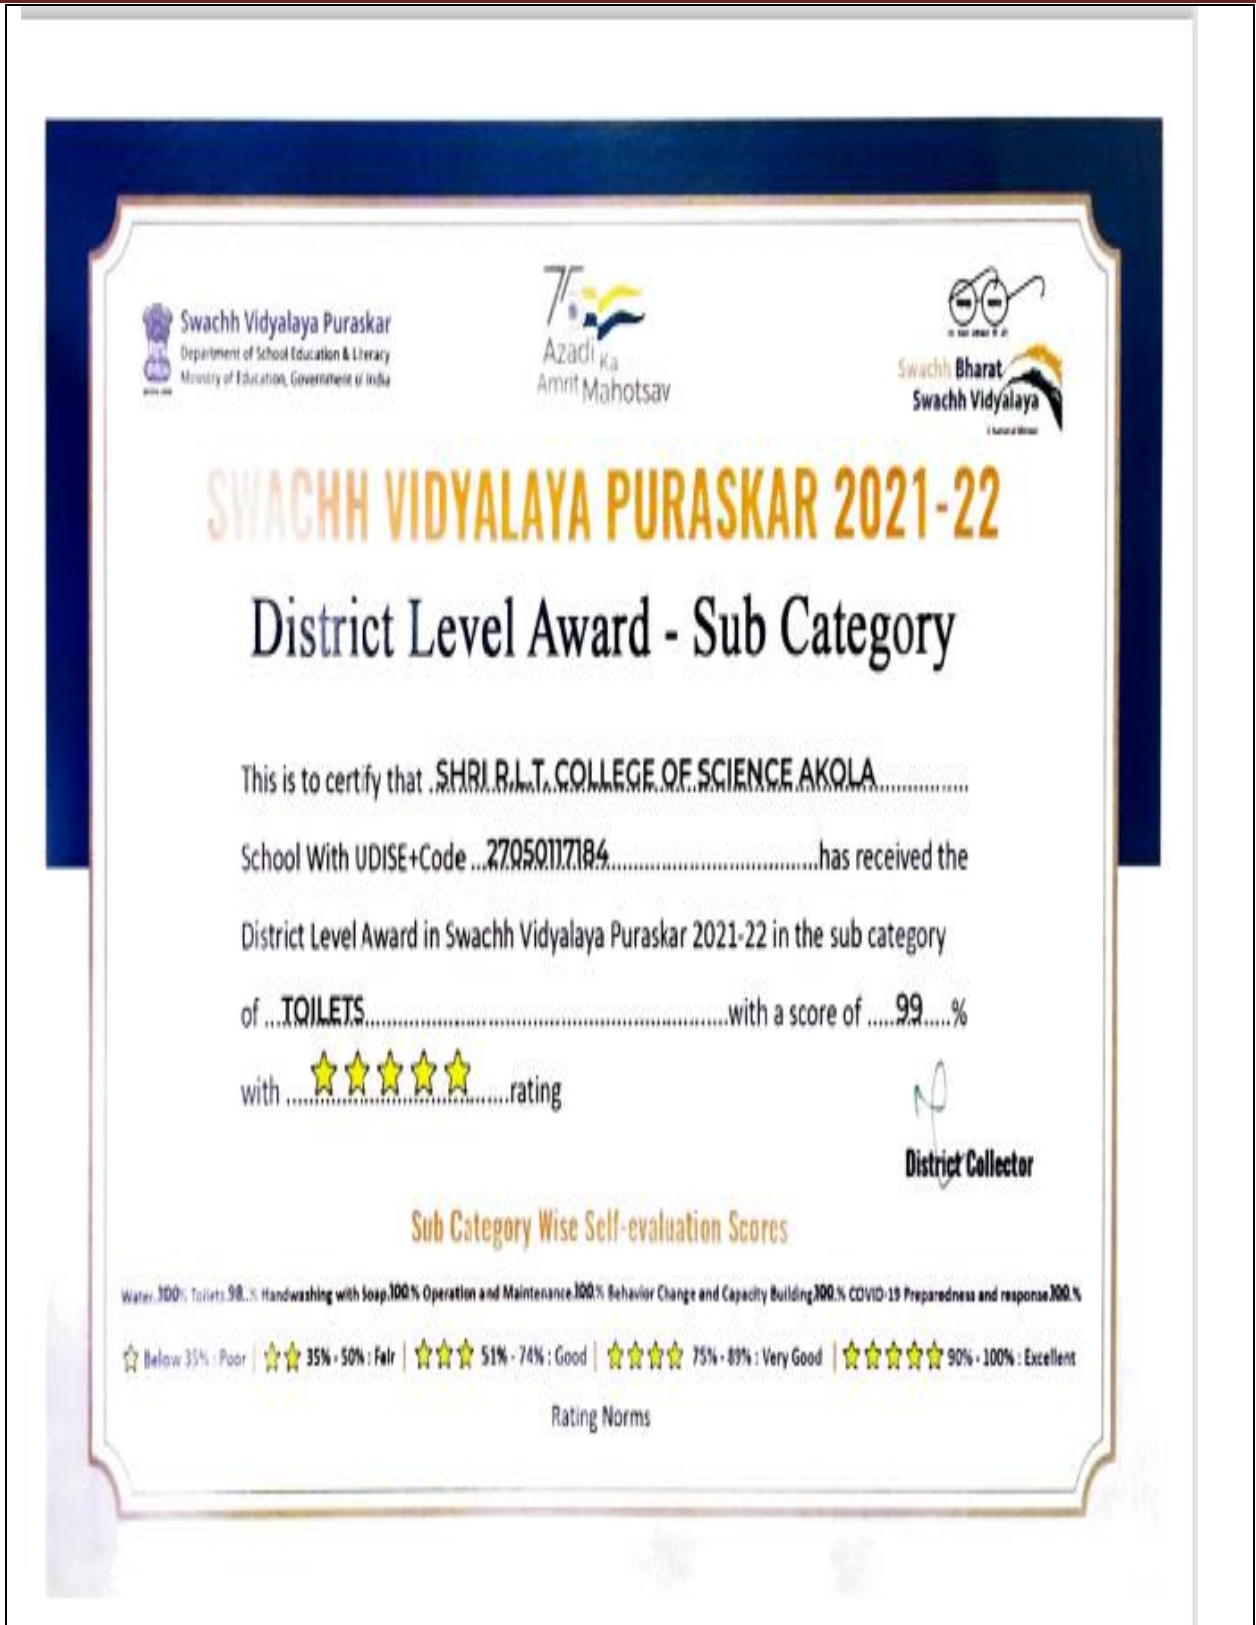 Swachh Vidyalaya Puraskar
Department of School Education & Literacy
Ministry of Education, Government of India
75
Azadi Ka
Amrit Mahotsav
Swachh Bharat
Swachh Vidyalaya
SWACHH VIDYALAYA PURASKAR 2021-22
District Level Award - Sub Category
This is to certify that .SHRI R.L.T. COLLEGE OF SCIENCE AKOLA................
School With UDISE+Code ...27050117184....................................has received the
District Level Award in Swachh Vidyalaya Puraskar 2021-22 in the sub category
of ...TOILETS..............................................................with a score of .....99.....%
with ......................................rating
District Collector
Sub Category Wise Self-evaluation Scores
Water.100% Toilets.98..% Handwashing with Soap.100% Operation and Maintenance.100.% Behavior Change and Capacity Building.100.% COVID-19 Preparedness and response.100.%
Below 35% : Poor | 35% - 50% : Fair | 51% - 74% : Good | 75% - 89% : Very Good | 90% - 100% : Excellent
Rating Norms